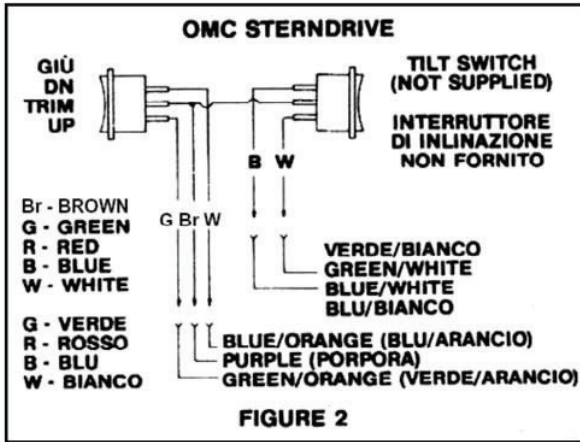 OMC STERNDRIVE
GIÙ
DN
TRIM
UP
TILT SWITCH
(NOT SUPPLIED)
INTERRUTTORE
DI INLINAZIONE
NON FORNITO
B W
G Br W
Br - BROWN
G - GREEN
R - RED
B - BLUE
W - WHITE
G - VERDE
R - ROSSO
B - BLU
W - BIANCO
VERDE/BIANCO
GREEN/WHITE
BLUE/WHITE
BLU/BIANCO
BLUE/ORANGE (BLU/ARANCIO)
PURPLE (PORPORA)
GREEN/ORANGE (VERDE/ARANCIO)
FIGURE 2